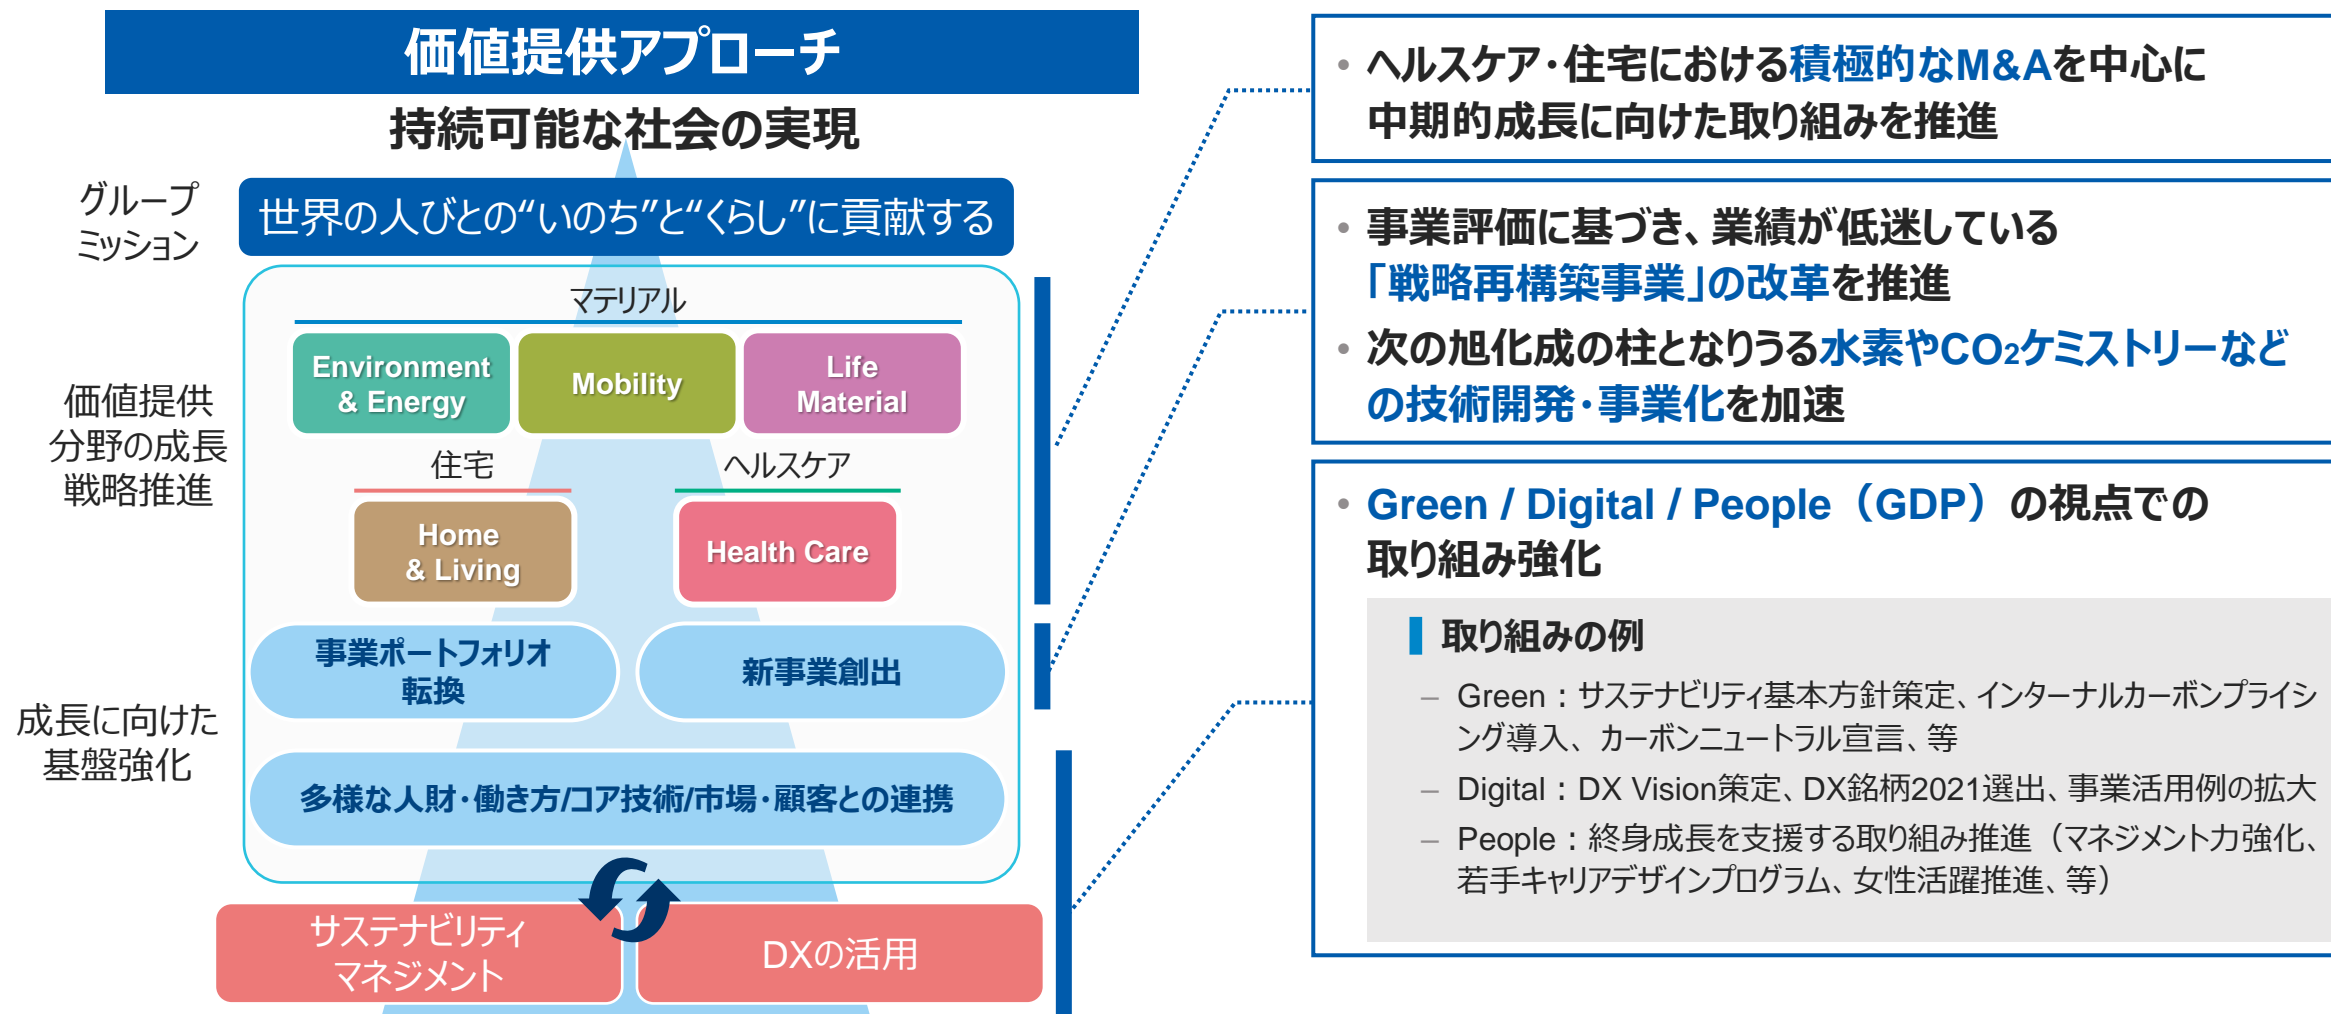 価値提供アプローチ
持続可能な社会の実現
グループ
ミッション
世界の人びとの“いのち”と“くらし”に貢献する
価値提供
分野の成長
戦略推進
マテリアル
Environment
& Energy
Mobility
Life
Material
住宅
ヘルスケア
Home
& Living
Health Care
成長に向けた
基盤強化
事業ポートフォリオ
転換
新事業創出
多様な人財・働き方/コア技術/市場・顧客との連携
サステナビリティ
マネジメント
DXの活用
• ヘルスケア・住宅における積極的なM&Aを中心に
中期的成長に向けた取り組みを推進
• 事業評価に基づき、業績が低迷している
「戦略再構築事業」の改革を推進
• 次の旭化成の柱となりうる水素やCO2ケミストリーなど
の技術開発・事業化を加速
• Green / Digital / People（GDP）の視点での
取り組み強化
取り組みの例
– Green：サステナビリティ基本方針策定、インターナルカーボンプライシ
ング導入、カーボンニュートラル宣言、等
– Digital：DX Vision策定、DX銘柄2021選出、事業活用例の拡大
– People：終身成長を支援する取り組み推進（マネジメント力強化、
若手キャリアデザインプログラム、女性活躍推進、等）